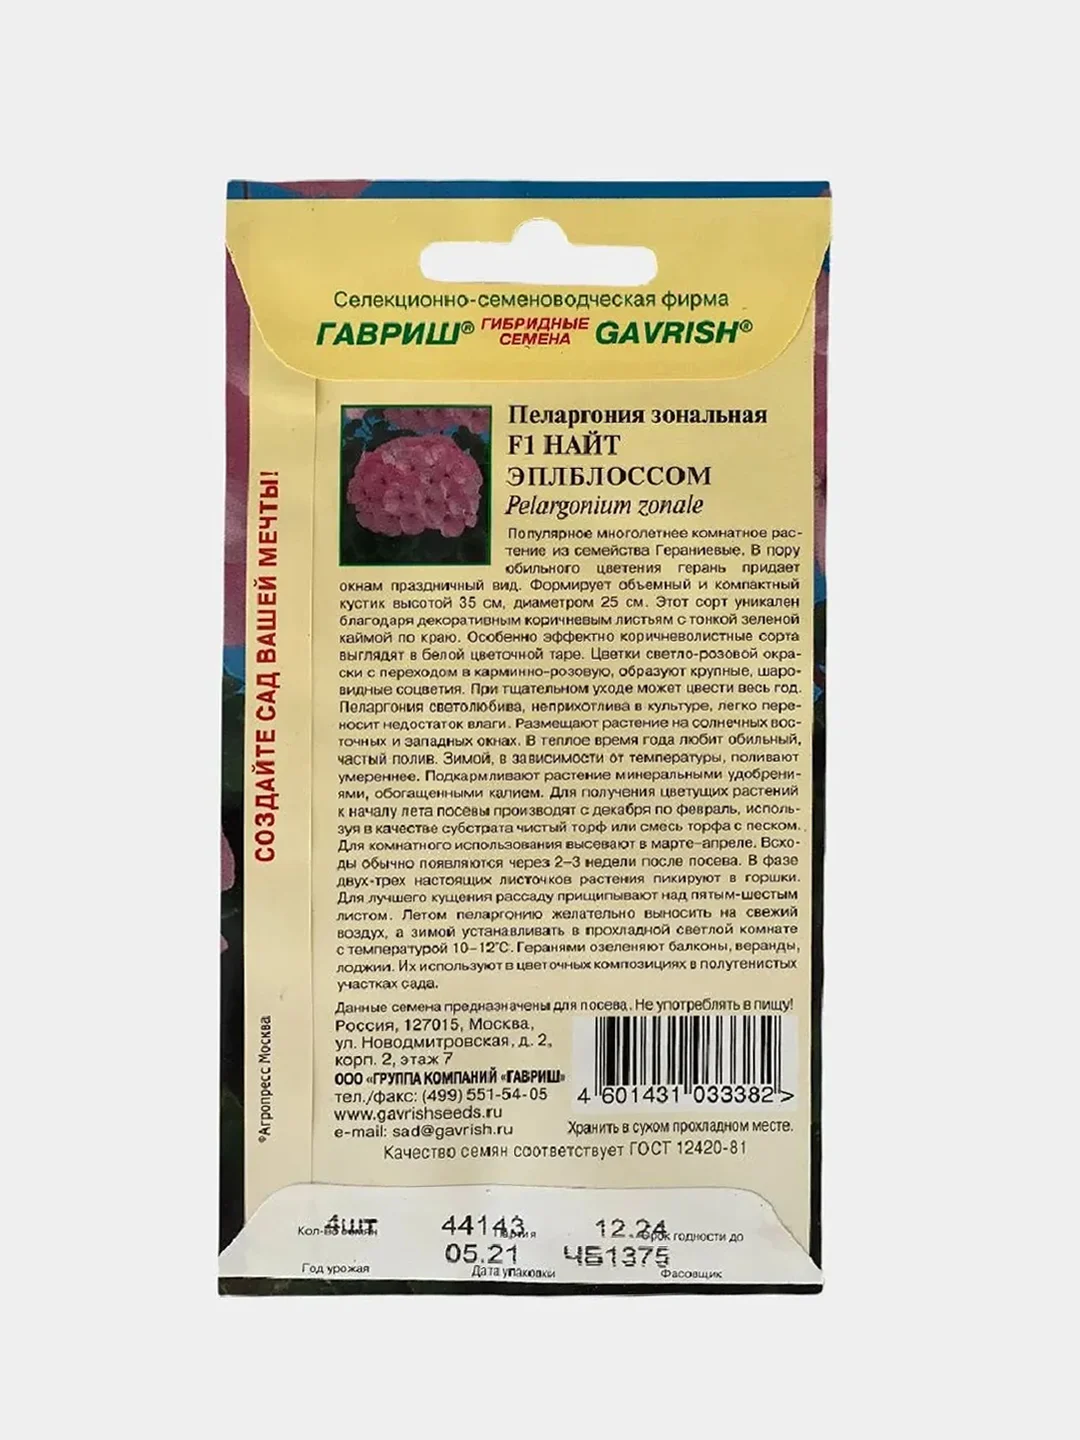 Селекционно-семеноводческая фирма
ГАВРИШ® ГИБРИДНЫЕ СЕМЕНА GAVRISH®
СОЗДАЙТЕ САД ВАШЕЙ МЕЧТЫ!
®Агропресс Москва
Пеларгония зональная
F1 НАЙТ
ЭПЛБЛОССОМ
Pelargonium zonale
Популярное многолетнее комнатное рас-
тение из семейства Гераниевые. В пору
обильного цветения герань придает
окнам праздничный вид. Формирует объемный и компактный
кустик высотой 35 см, диаметром 25 см. Этот сорт уникален
благодаря декоративным коричневым листьям с тонкой зеленой
каймой по краю. Особенно эффектно коричневолистные сорта
выглядят в белой цветочной таре. Цветки светло-розовой окра-
ски с переходом в карминно-розовую, образуют крупные, шаро-
видные соцветия. При тщательном уходе может цвести весь год.
Пеларгония светолюбива, неприхотлива в культуре, легко пере-
носит недостаток влаги. Размещают растение на солнечных вос-
точных и западных окнах. В теплое время года любит обильный,
частый полив. Зимой, в зависимости от температуры, поливают
умереннее. Подкармливают растение минеральными удобрени-
ями, обогащенными калием. Для получения цветущих растений
к началу лета посевы производят с декабря по февраль, исполь-
зуя в качестве субстрата чистый торф или смесь торфа с песком.
Для комнатного использования высевают в марте-апреле. Всхо-
ды обычно появляются через 2–3 недели после посева. В фазе
двух-трех настоящих листочков растения пикируют в горшки.
Для лучшего кущения рассаду прищипывают над пятым-шестым
листом. Летом пеларгонию желательно выносить на свежий
воздух, а зимой устанавливать в прохладной светлой комнате
с температурой 10–12°С. Геранями озеленяют балконы, веранды,
лоджии. Их используют в цветочных композициях в полутенистых
участках сада.
Данные семена предназначены для посева. Не употреблять в пищу!
Россия, 127015, Москва,
ул. Новодмитровская, д. 2,
корп. 2, этаж 7
ООО «ГРУППА КОМПАНИЙ «ГАВРИШ»
тел./факс: (499) 551-54-05
www.gavrishseeds.ru
e-mail: sad@gavrish.ru
4 601431 033382 >
Хранить в сухом прохладном месте.
Качество семян соответствует ГОСТ 12420-81
4шт 44143 12.24
Кол-во семян Партия Срок годности до
05.21 ЧБ1375
Год урожая Дата упаковки Фасовщик